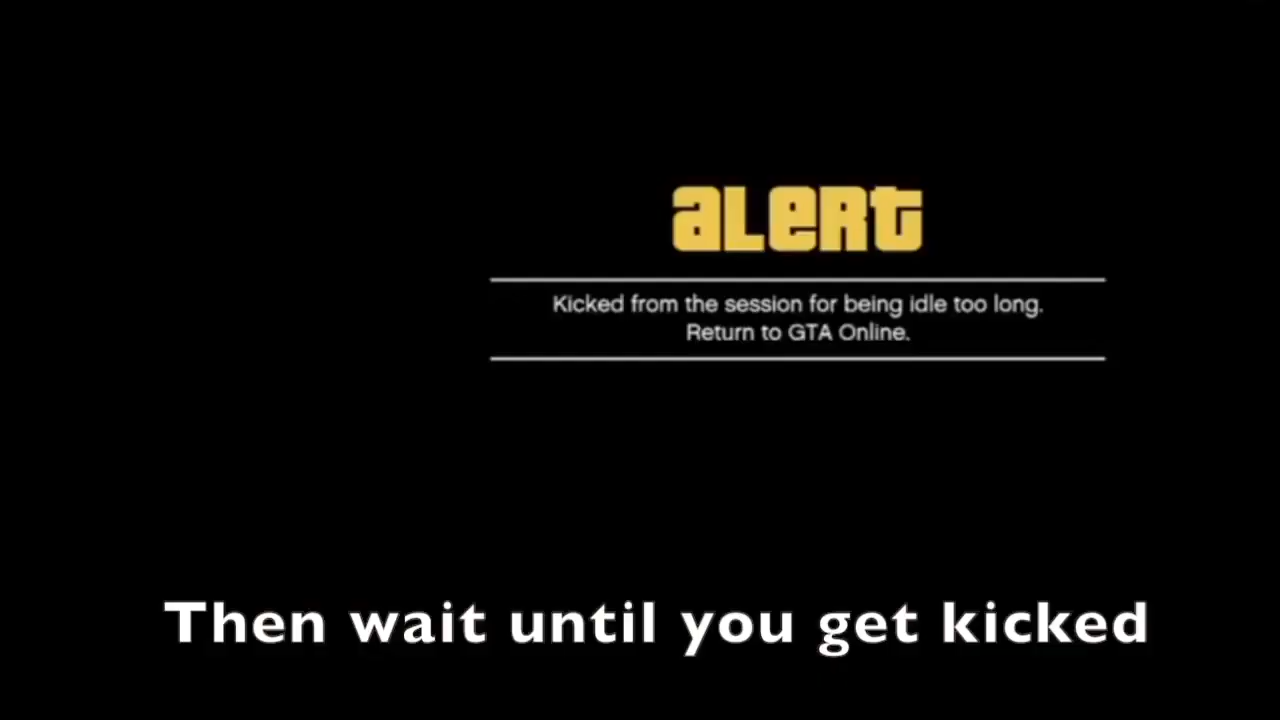 aLeRt
Kicked from the session for being idle too long.
Return to GTA Online.
Then wait until you get kicked